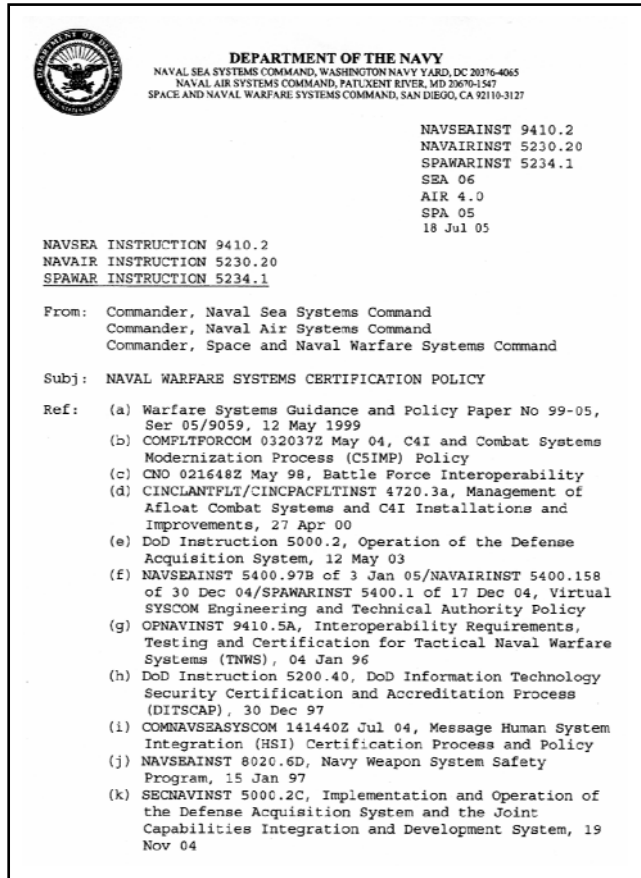 DEPARTMENT OF THE NAVY
NAVAL SEA SYSTEMS COMMAND, WASHINGTON NAVY YARD, DC 20376-4065
NAVAL AIR SYSTEMS COMMAND, PATUXENT RIVER, MD 20670-1547
SPACE AND NAVAL WARFARE SYSTEMS COMMAND, SAN DIEGO, CA 92110-3127
NAVSEAINST 9410.2
NAVAIRINST 5230.20
SPAWARINST 5234.1
SEA 06
AIR 4.0
SPA 05
18 Jul 05
NAVSEA INSTRUCTION 9410.2
NAVAIR INSTRUCTION 5230.20
SPAWAR INSTRUCTION 5234.1
From: Commander, Naval Sea Systems Command
Commander, Naval Air Systems Command
Commander, Space and Naval Warfare Systems Command
Subj: NAVAL WARFARE SYSTEMS CERTIFICATION POLICY
Ref: (a) Warfare Systems Guidance and Policy Paper No 99-05,
Ser 05/9059, 12 May 1999
(b) COMFLTFORCCM 032037Z May 04, C4I and Combat Systems
Modernization Process (C5IMP) Policy
(c) CNO 021648Z May 98, Battle Force Interoperability
(d) CINCLANTFLT/CINCPACFLTINST 4720.3a, Management of
Afloat Combat Systems and C4I Installations and
Improvements, 27 Apr 00
(e) DoD Instruction 5000.2, Operation of the Defense
Acquisition System, 12 May 03
(f) NAVSEAINST 5400.97B of 3 Jan 05/NAVAIRINST 5400.158
of 30 Dec 04/SPAWARINST 5400.1 of 17 Dec 04, Virtual
SYSCOM Engineering and Technical Authority Policy
(g) OPNAVINST 9410.5A, Interoperability Requirements,
Testing and Certification for Tactical Naval Warfare
Systems (TNWS), 04 Jan 96
(h) DoD Instruction 5200.40, DoD Information Technology
Security Certification and Accreditation Process
(DITSCAP), 30 Dec 97
(i) COMNAVSEASYSCOM 141440Z Jul 04, Message Human System
Integration (HSI) Certification Process and Policy
(j) NAVSEAINST 8020.6D, Navy Weapon System Safety
Program, 15 Jan 97
(k) SECNAVINST 5000.2C, Implementation and Operation of
the Defense Acquisition System and the Joint
Capabilities Integration and Development System, 19
Nov 04